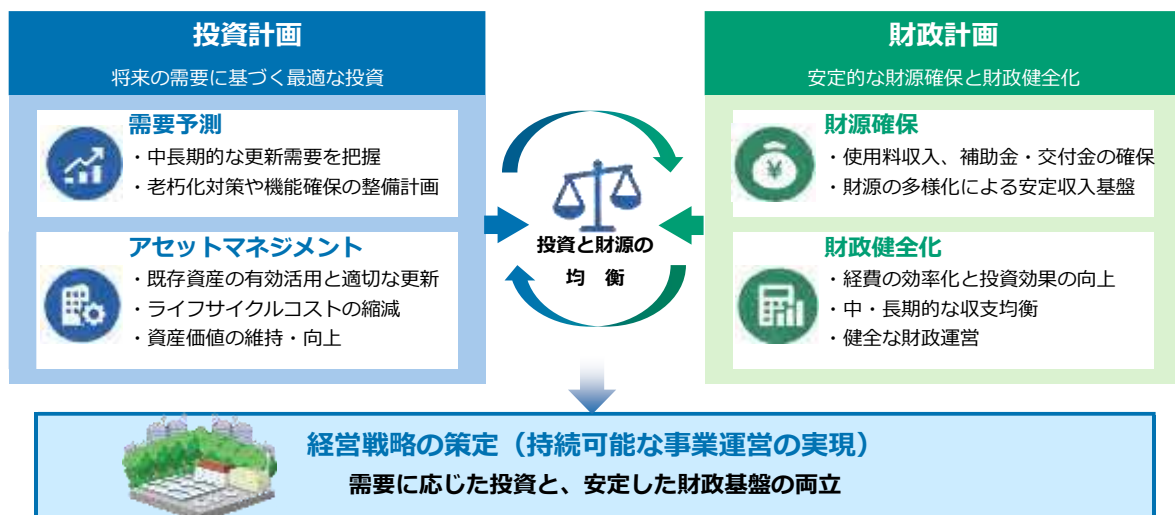 投資計画
将来の需要に基づく最適な投資
需要予測
・中長期的な更新需要を把握
・老朽化対策や機能確保の整備計画
アセットマネジメント
・既存資産の有効活用と適切な更新
・ライフサイクルコストの縮減
・資産価値の維持・向上
投資と財源の
均 衡
財政計画
安定的な財源確保と財政健全化
財源確保
・使用料収入、補助金・交付金の確保
・財源の多様化による安定収入基盤
¥
財政健全化
・経費の効率化と投資効果の向上
・中・長期的な収支均衡
・健全な財政運営
経営戦略の策定（持続可能な事業運営の実現）
需要に応じた投資と、安定した財政基盤の両立